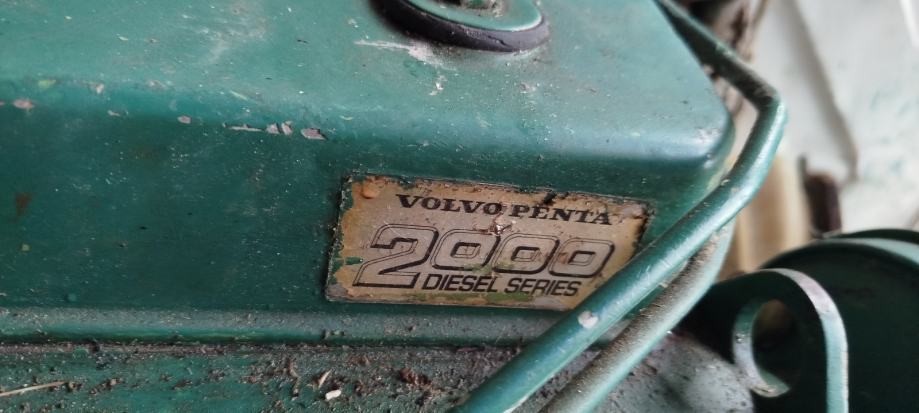 VOLVO PENTA
2000
DIESEL SERIES